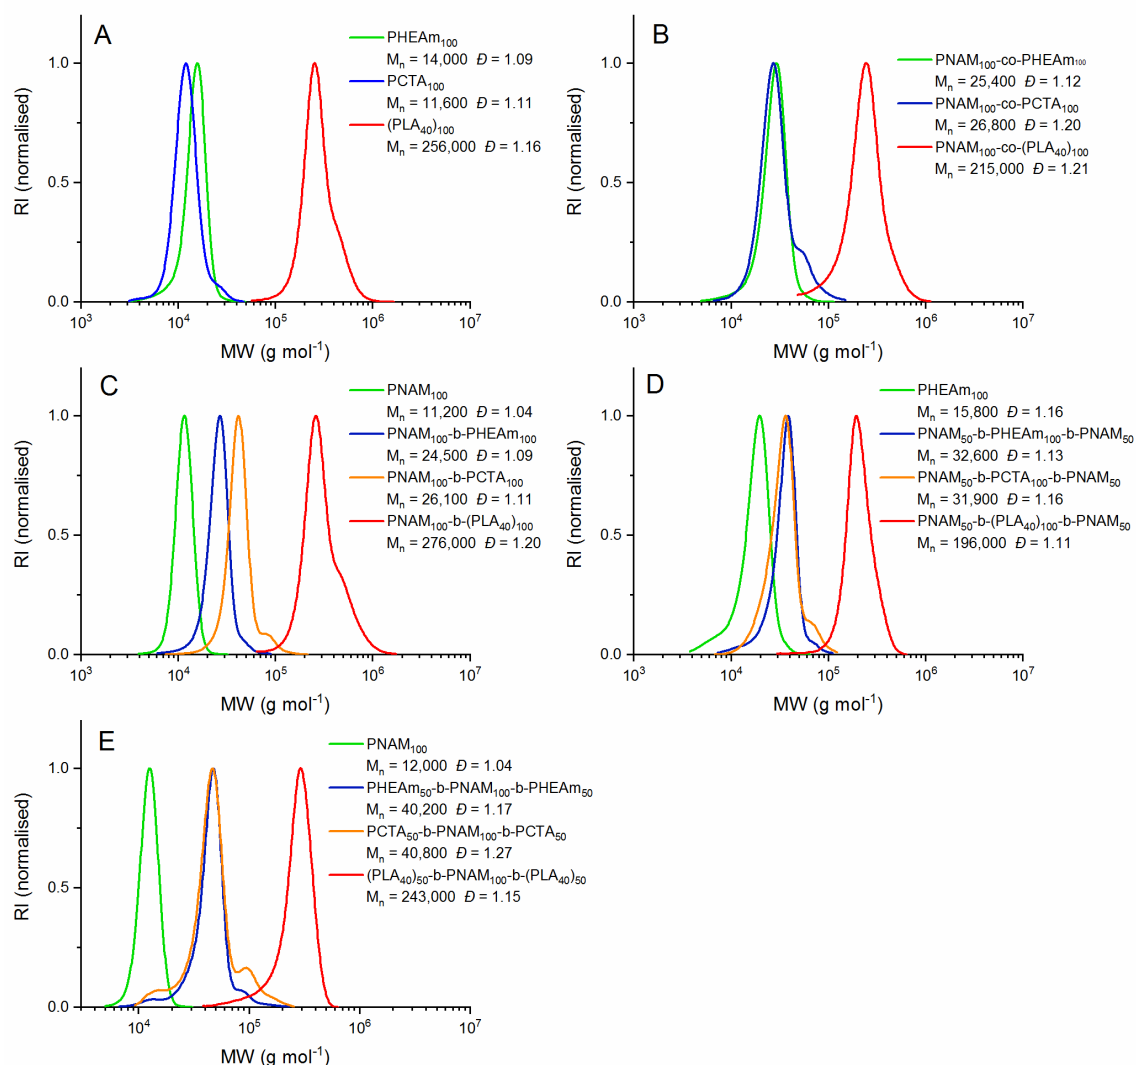 A
PHEAm₁₀₀
Mₙ = 14,000 Đ = 1.09
PCTA₁₀₀
Mₙ = 11,600 Đ = 1.11
(PLA₄₀)₁₀₀
Mₙ = 256,000 Đ = 1.16
1.0
0.5
0.0
RI (normalised)
10³ 10⁴ 10⁵ 10⁶ 10⁷
MW (g mol⁻¹)
B
PNAM₁₀₀-co-PHEAm₁₀₀
Mₙ = 25,400 Đ = 1.12
PNAM₁₀₀-co-PCTA₁₀₀
Mₙ = 26,800 Đ = 1.20
PNAM₁₀₀-co-(PLA₄₀)₁₀₀
Mₙ = 215,000 Đ = 1.21
1.0
0.5
0.0
RI (normalised)
10³ 10⁴ 10⁵ 10⁶ 10⁷
MW (g mol⁻¹)
C
PNAM₁₀₀
Mₙ = 11,200 Đ = 1.04
PNAM₁₀₀-b-PHEAm₁₀₀
Mₙ = 24,500 Đ = 1.09
PNAM₁₀₀-b-PCTA₁₀₀
Mₙ = 26,100 Đ = 1.11
PNAM₁₀₀-b-(PLA₄₀)₁₀₀
Mₙ = 276,000 Đ = 1.20
1.0
0.5
0.0
RI (normalised)
10³ 10⁴ 10⁵ 10⁶ 10⁷
MW (g mol⁻¹)
D
PHEAm₁₀₀
Mₙ = 15,800 Đ = 1.16
PNAM₅₀-b-PHEAm₁₀₀-b-PNAM₅₀
Mₙ = 32,600 Đ = 1.13
PNAM₅₀-b-PCTA₁₀₀-b-PNAM₅₀
Mₙ = 31,900 Đ = 1.16
PNAM₅₀-b-(PLA₄₀)₁₀₀-b-PNAM₅₀
Mₙ = 196,000 Đ = 1.11
1.0
0.5
0.0
RI (normalised)
10³ 10⁴ 10⁵ 10⁶ 10⁷
MW (g mol⁻¹)
E
PNAM₁₀₀
Mₙ = 12,000 Đ = 1.04
PHEAm₅₀-b-PNAM₁₀₀-b-PHEAm₅₀
Mₙ = 40,200 Đ = 1.17
PCTA₅₀-b-PNAM₁₀₀-b-PCTA₅₀
Mₙ = 40,800 Đ = 1.27
(PLA₄₀)₅₀-b-PNAM₁₀₀-b-(PLA₄₀)₅₀
Mₙ = 243,000 Đ = 1.15
1.0
0.5
0.0
RI (normalised)
10⁴ 10⁵ 10⁶ 10⁷
MW (g mol⁻¹)